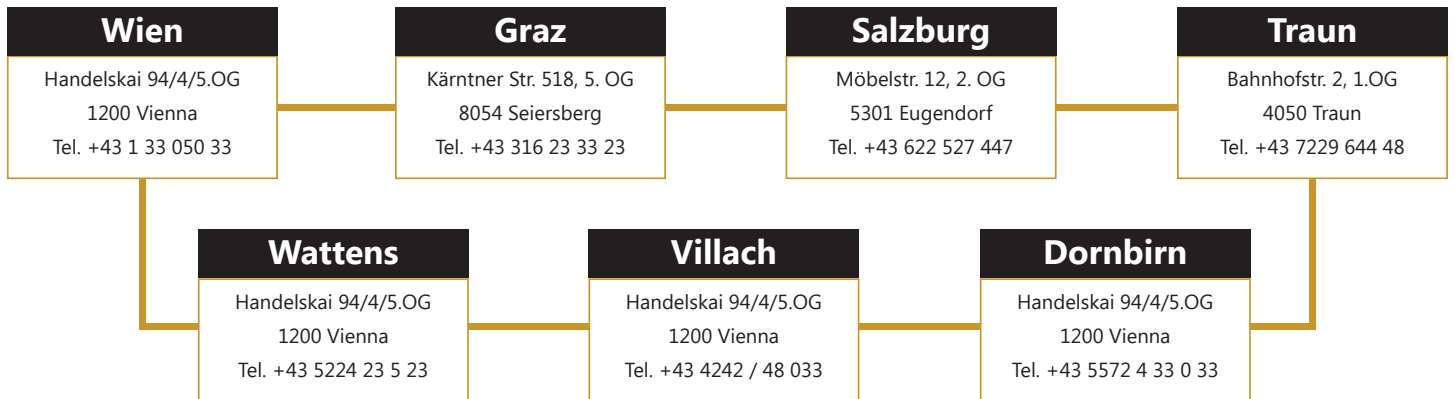 Wien
Handelskai 94/4/5.OG
1200 Vienna
Tel. +43 1 33 050 33
Graz
Kärntner Str. 518, 5. OG
8054 Seiersberg
Tel. +43 316 23 33 23
Salzburg
Möbelstr. 12, 2. OG
5301 Eugendorf
Tel. +43 622 527 447
Traun
Bahnhofstr. 2, 1.OG
4050 Traun
Tel. +43 7229 644 48
Wattens
Handelskai 94/4/5.OG
1200 Vienna
Tel. +43 5224 23 5 23
Villach
Handelskai 94/4/5.OG
1200 Vienna
Tel. +43 4242 / 48 033
Dornbirn
Handelskai 94/4/5.OG
1200 Vienna
Tel. +43 5572 4 33 0 33